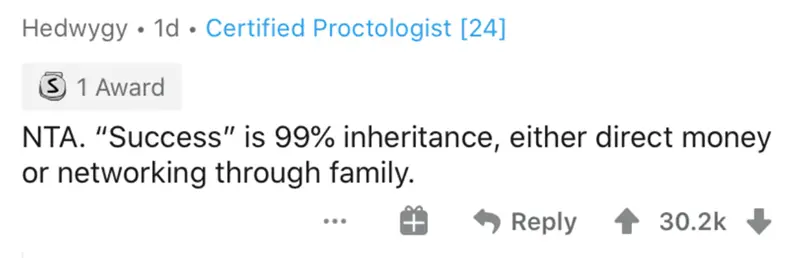 Hedwygy • 1d • Certified Proctologist [24]
S 1 Award
NTA. “Success” is 99% inheritance, either direct money
or networking through family.
... Reply 30.2k